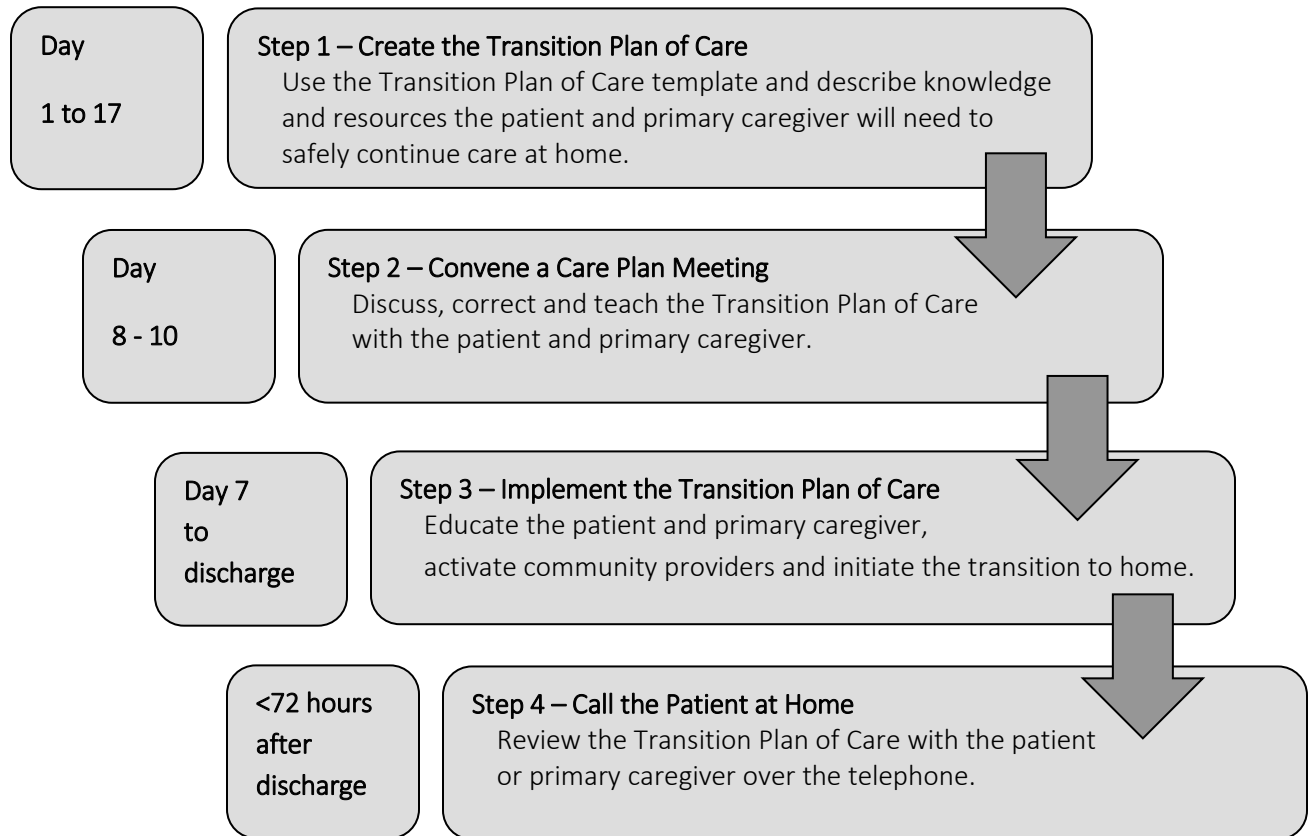 Day
1 to 17
Step 1 – Create the Transition Plan of Care
Use the Transition Plan of Care template and describe knowledge
and resources the patient and primary caregiver will need to
safely continue care at home.
Day
8 - 10
Step 2 – Convene a Care Plan Meeting
Discuss, correct and teach the Transition Plan of Care
with the patient and primary caregiver.
Day 7
to
discharge
Step 3 – Implement the Transition Plan of Care
Educate the patient and primary caregiver,
activate community providers and initiate the transition to home.
<72 hours
after
discharge
Step 4 – Call the Patient at Home
Review the Transition Plan of Care with the patient
or primary caregiver over the telephone.